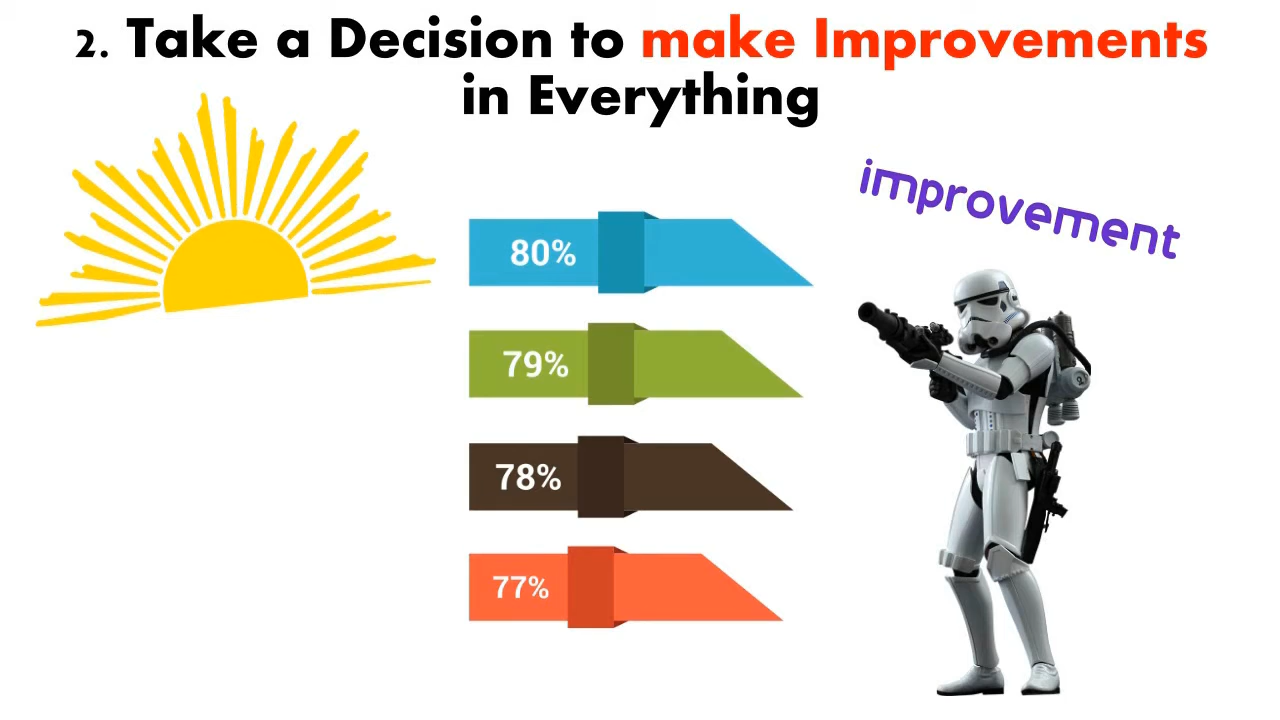 2. Take a Decision to make Improvements
in Everything
improvement
80%
79%
78%
77%